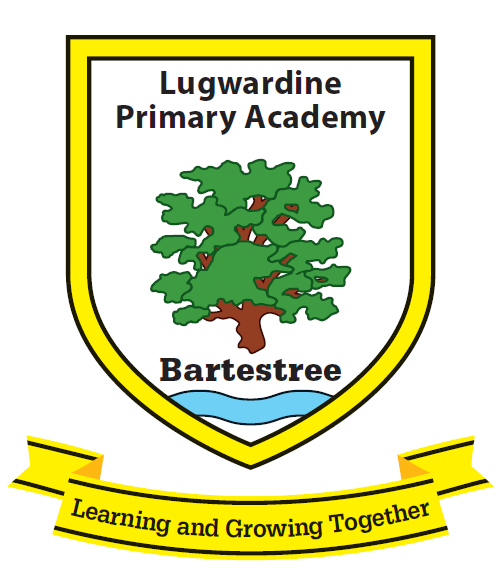 Lugwardine
Primary Academy
Bartestree
Learning and Growing Together